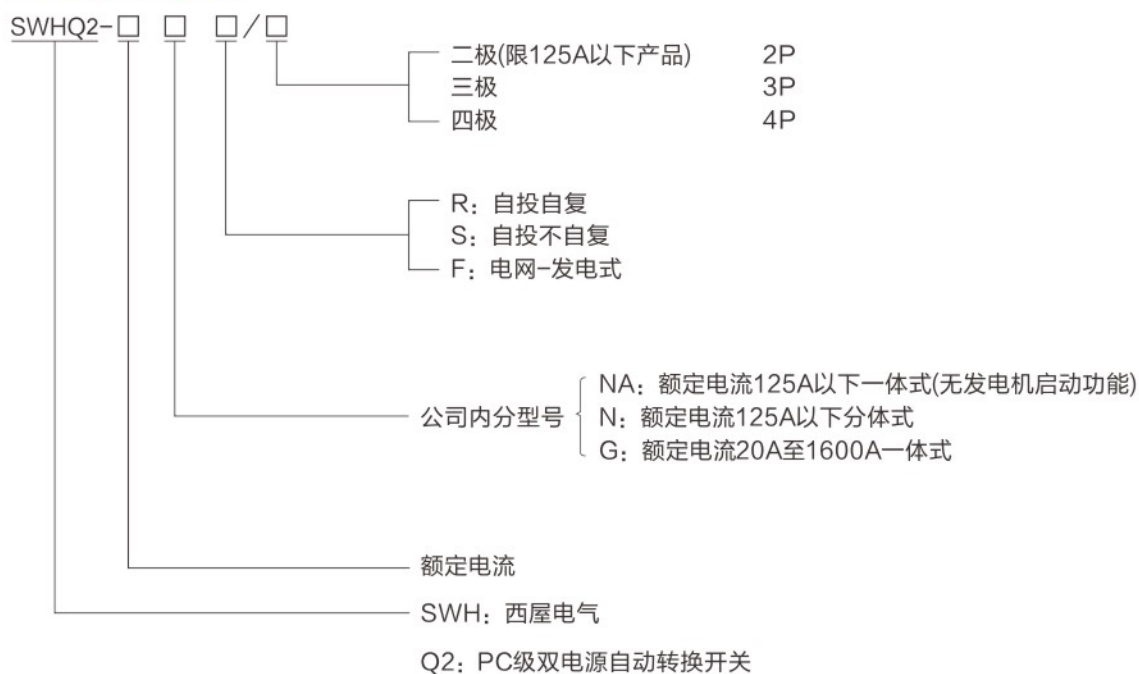 SWHQ2-□ □ □/□
二极(限125A以下产品) 2P
三极 3P
四极 4P
R：自投自复
S：自投不自复
F：电网-发电式
公司内分型号
NA：额定电流125A以下一体式(无发电机启动功能)
N：额定电流125A以下分体式
G：额定电流20A至1600A一体式
额定电流
SWH：西屋电气
Q2：PC级双电源自动转换开关